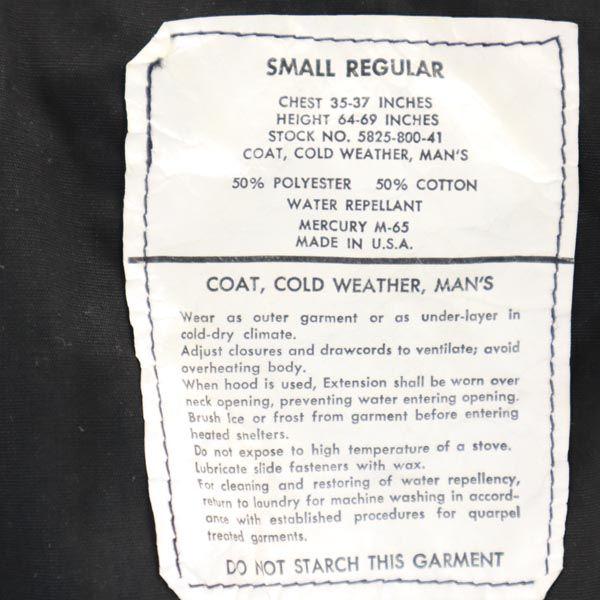 SMALL REGULAR
CHEST 35-37 INCHES
HEIGHT 64-69 INCHES
STOCK NO. 5825-800-41
COAT, COLD WEATHER, MAN'S
50% POLYESTER 50% COTTON
WATER REPELLANT
MERCURY M-65
MADE IN U.S.A.
COAT, COLD WEATHER, MAN'S
Wear as outer garment or as under-layer in
cold-dry climate.
Adjust closures and drawcords to ventilate; avoid
overheating body.
When hood is used, Extension shall be worn over
neck opening, preventing water entering opening.
Brush Ice or frost from garment before entering
heated snelters.
Do not expose to high temperature of a stove.
Lubricate slide fasteners with wax.
For cleaning and restoring of water repellency,
return to laundry for machine washing in accord-
ance with established procedures for quarpel
treated garments.
DO NOT STARCH THIS GARMENT